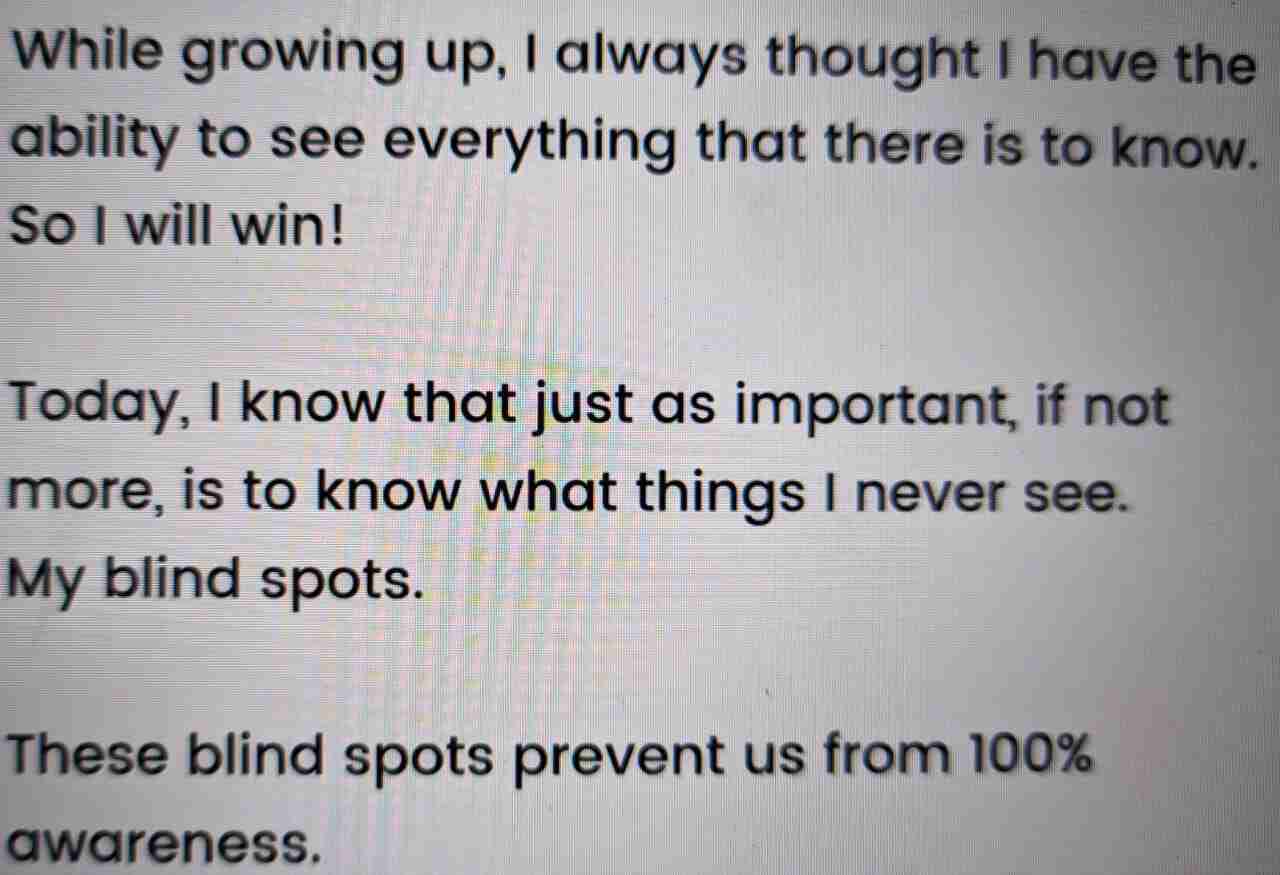 While growing up, I always thought I have the
ability to see everything that there is to know.
So I will win!
Today, I know that just as important, if not
more, is to know what things I never see.
My blind spots.
These blind spots prevent us from 100%
awareness.